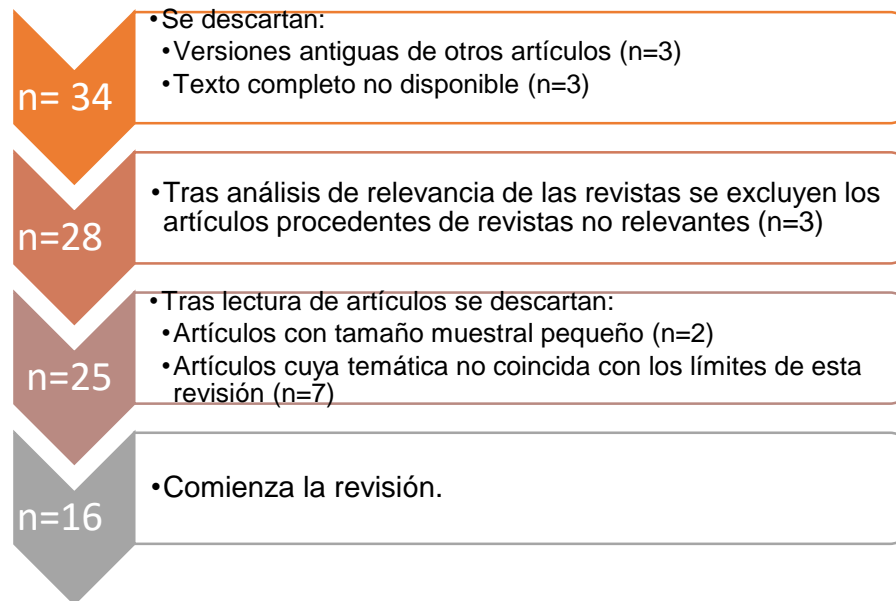 n= 34
•Se descartan:
•Versiones antiguas de otros artículos (n=3)
•Texto completo no disponible (n=3)
n=28
•Tras análisis de relevancia de las revistas se excluyen los
artículos procedentes de revistas no relevantes (n=3)
n=25
•Tras lectura de artículos se descartan:
•Artículos con tamaño muestral pequeño (n=2)
•Artículos cuya temática no coincida con los límites de esta
revisión (n=7)
n=16
•Comienza la revisión.